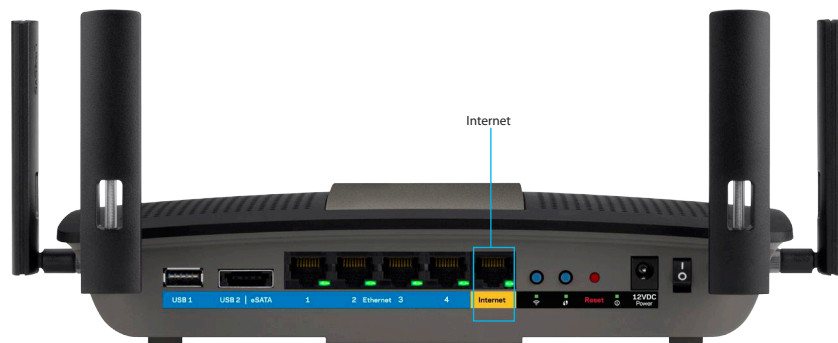 Internet
USB 1
USB 2 | eSATA
1
2 Ethernet 3
4
Internet
Reset
12VDC
Power
I
O